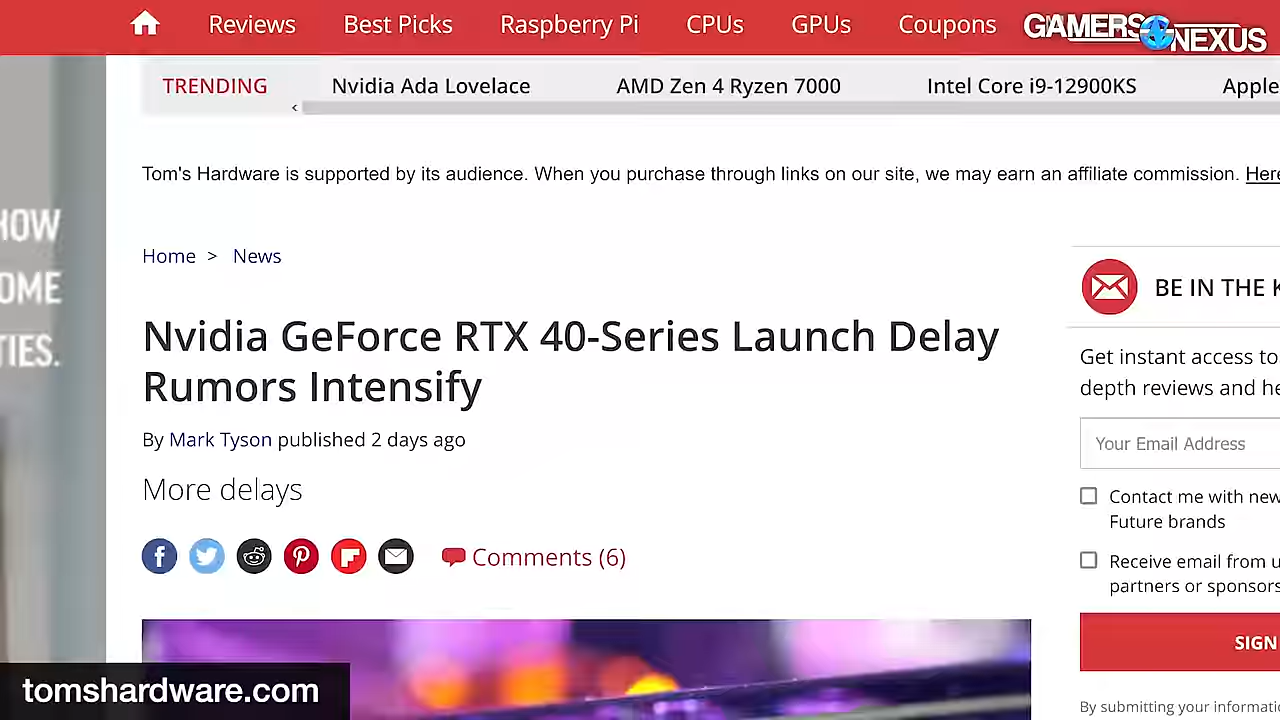 Reviews Best Picks Raspberry Pi CPUs GPUs Coupons GAMERS NEXUS
TRENDING Nvidia Ada Lovelace AMD Zen 4 Ryzen 7000 Intel Core i9-12900KS Apple
Tom's Hardware is supported by its audience. When you purchase through links on our site, we may earn an affiliate commission. Here
HOW
OME
TIES.
Home > News
Nvidia GeForce RTX 40-Series Launch Delay
Rumors Intensify
By Mark Tyson published 2 days ago
More delays
Comments (6)
BE IN THE K
Get instant access to
depth reviews and he
Your Email Address
Contact me with new
Future brands
Receive email from u
partners or sponsors
SIGN
By submitting your informati
tomshardware.com